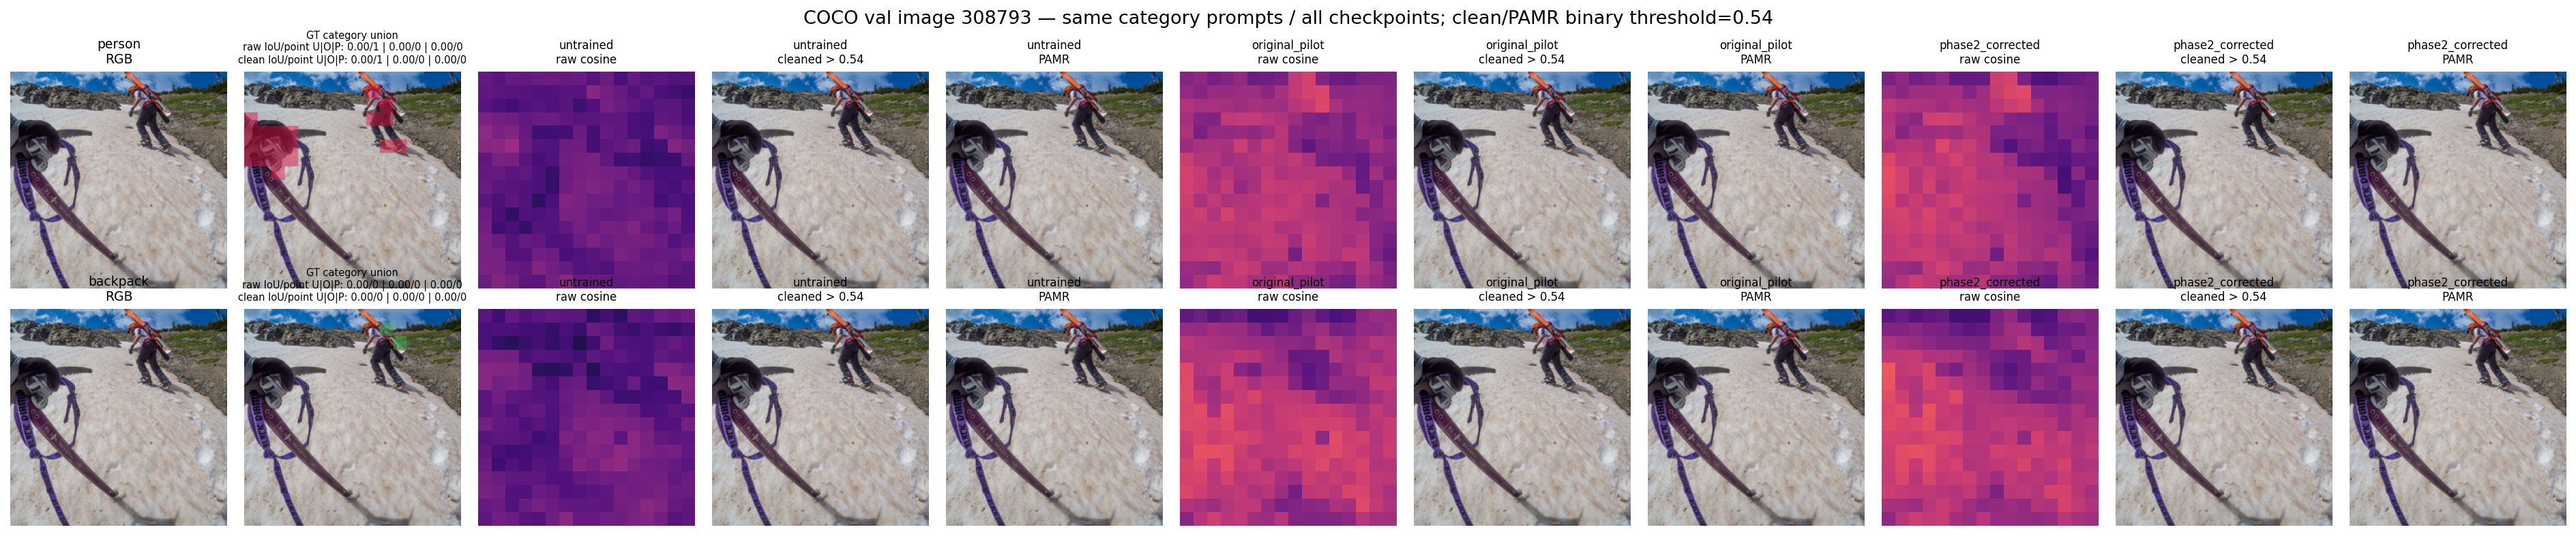 COCO val image 308793 — same category prompts / all checkpoints; clean/PAMR binary threshold=0.54
person
RGB
GT category union
raw IoU/point U|O|P: 0.00/1 | 0.00/0 | 0.00/0
clean IoU/point U|O|P: 0.00/1 | 0.00/0 | 0.00/0
untrained
raw cosine
untrained
cleaned > 0.54
untrained
PAMR
original_pilot
raw cosine
original_pilot
cleaned > 0.54
original_pilot
PAMR
phase2_corrected
raw cosine
phase2_corrected
cleaned > 0.54
phase2_corrected
PAMR
backpack
RGB
GT category union
raw IoU/point U|O|P: 0.00/0 | 0.00/0 | 0.00/0
clean IoU/point U|O|P: 0.00/0 | 0.00/0 | 0.00/0
untrained
raw cosine
untrained
cleaned > 0.54
untrained
PAMR
original_pilot
raw cosine
original_pilot
cleaned > 0.54
original_pilot
PAMR
phase2_corrected
raw cosine
phase2_corrected
cleaned > 0.54
phase2_corrected
PAMR